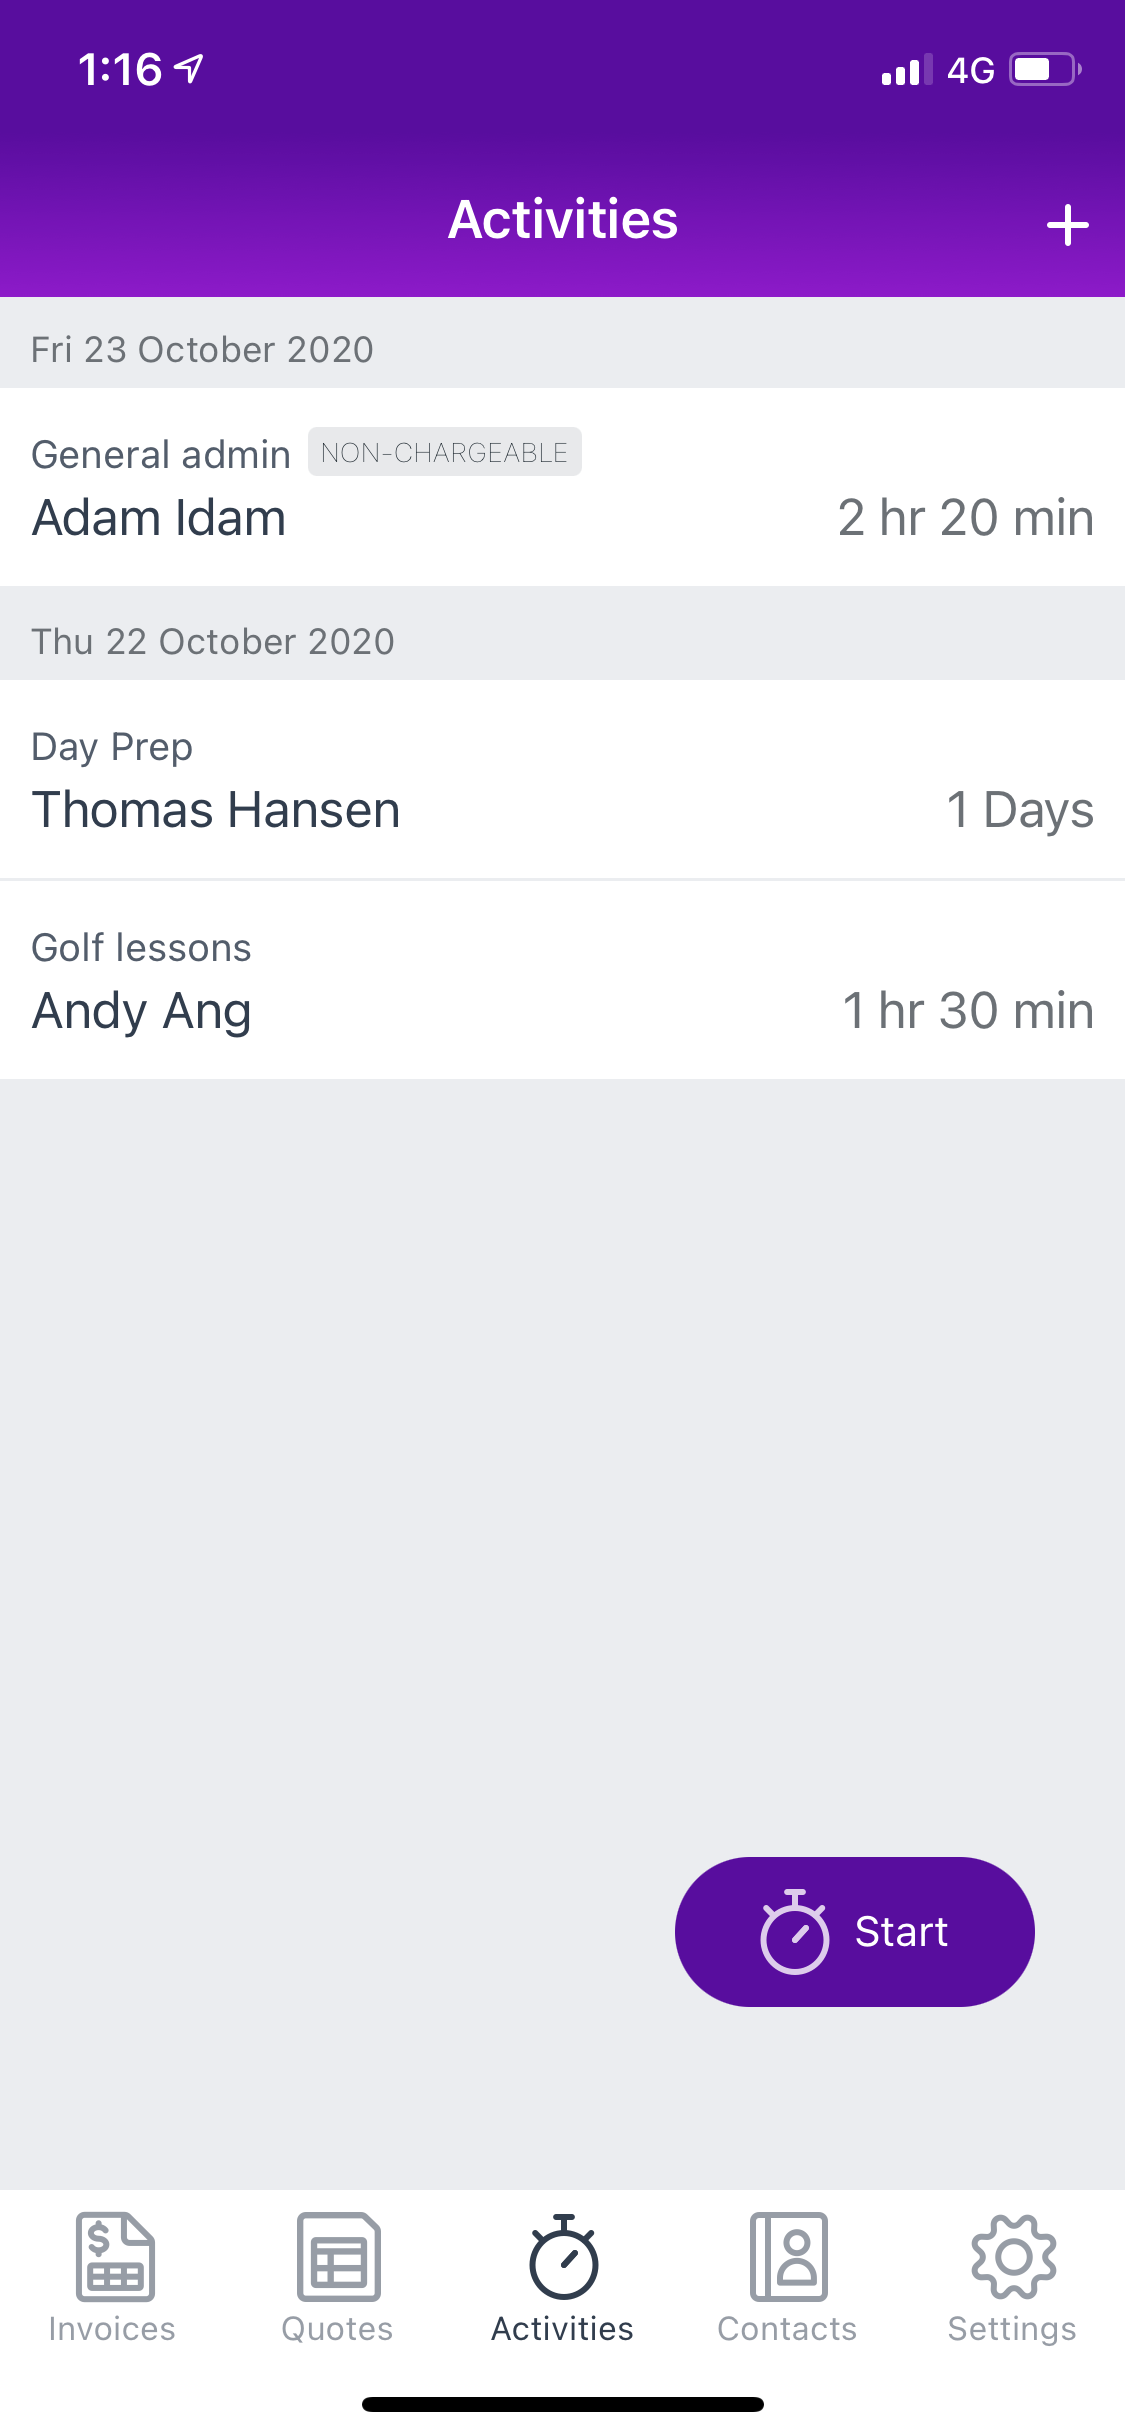 1:16
4G
Activities
Fri 23 October 2020
General admin NON-CHARGEABLE
Adam Idam 2 hr 20 min
Thu 22 October 2020
Day Prep
Thomas Hansen 1 Days
Golf lessons
Andy Ang 1 hr 30 min
Start
Invoices Quotes Activities Contacts Settings